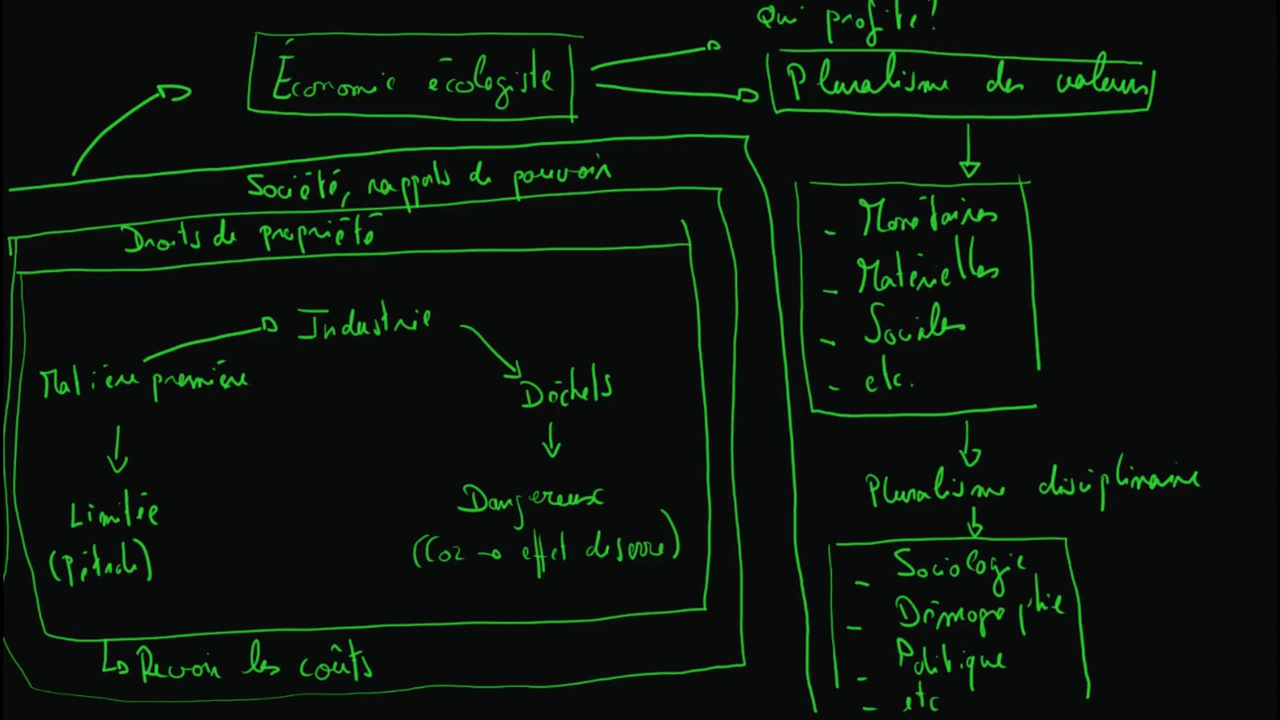 Qui profite?
Économie écologiste
Pluralisme des valeurs
Société, rapports de pouvoir
Droits de propriété
Industrie
Matière première
Déchets
Limitée
(Pétrole)
Dangereux
(CO2 → effet de serre)
↳ Revoir les coûts
- Monétaires
- Matérielles
- Sociales
- etc.
Pluralisme disciplinaire
- Sociologie
- Démographie
- Politique
- etc